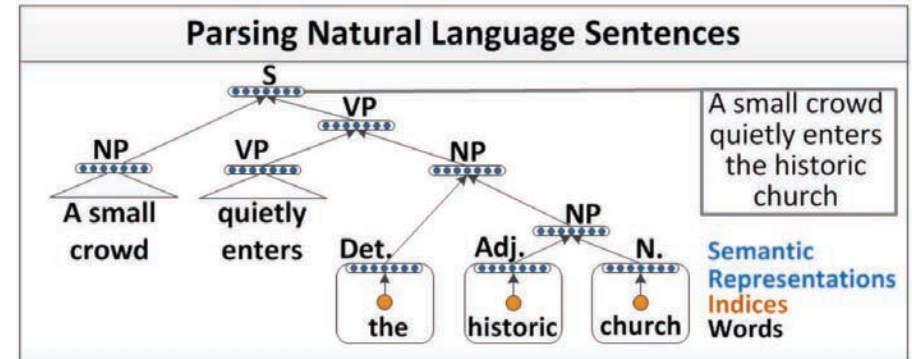 Parsing Natural Language Sentences
S
VP
NP
VP
NP
A small
crowd
quietly
enters
NP
Det.
Adj.
N.
the
historic
church
A small crowd
quietly enters
the historic
church
Semantic
Representations
Indices
Words